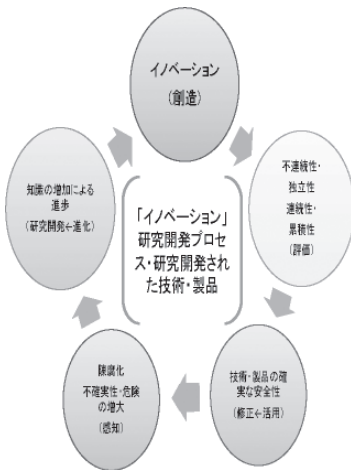 イノベーション
(創造)
不連続性・
独立性
連続性・
累積性
(評価)
技術・製品の確
実な安全性
(修正←活用)
陳腐化
不確実性・危険
の増大
(感知)
知識の増加による
進歩
(研究開発←進化)
「イノベーション」
研究開発プロセ
ス・研究開発され
た技術・製品